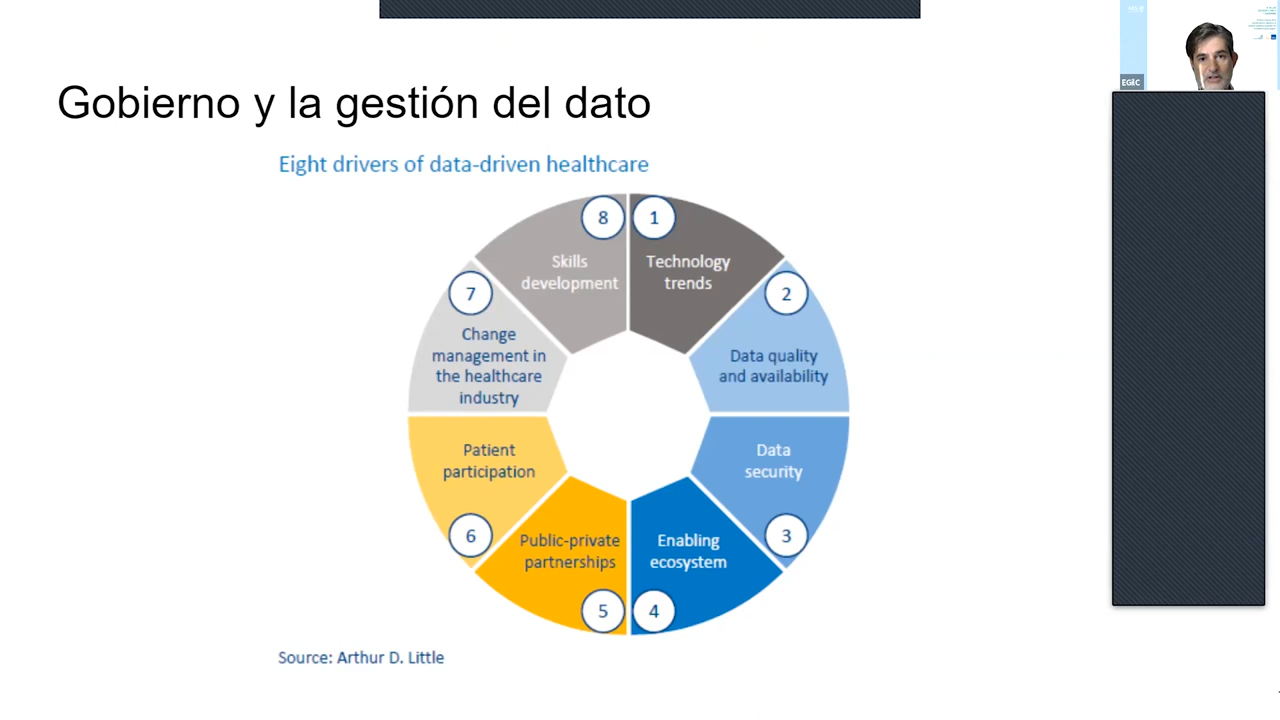 Gobierno y la gestión del dato
EGEC
Eight drivers of data-driven healthcare
8
Skills
development
1
Technology
trends
2
Data quality
and availability
Data
security
3
Enabling
ecosystem
4
Public-private
partnerships
5
Patient
participation
6
7
Change
management in
the healthcare
industry
Source: Arthur D. Little